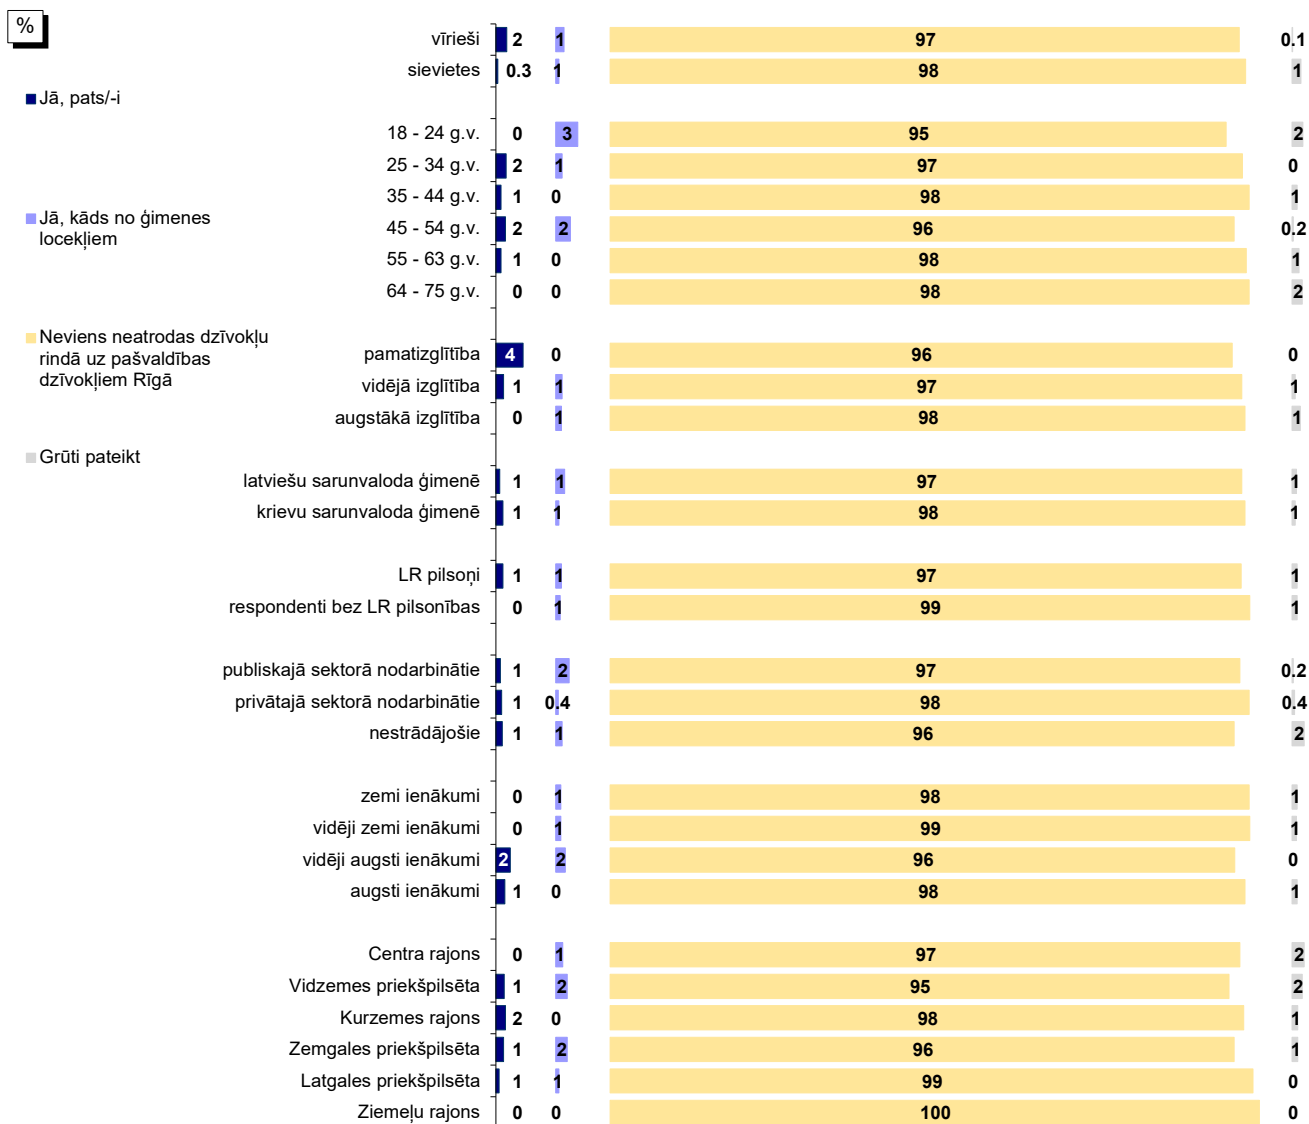 %
vīrieši 2 1 97 0.1
sievietes 0.3 1 98 1
Jā, pats/-i
18 - 24 g.v. 0 3 95 2
25 - 34 g.v. 2 1 97 0
35 - 44 g.v. 1 0 98 1
Jā, kāds no ģimenes
locekļiem
45 - 54 g.v. 2 2 96 0.2
55 - 63 g.v. 1 0 98 1
64 - 75 g.v. 0 0 98 2
Neviens neatrodas dzīvokļu
rindā uz pašvaldības
dzīvokļiem Rīgā
pamatizglītība 4 0 96 0
vidējā izglītība 1 1 97 1
augstākā izglītība 0 1 98 1
Grūti pateikt
latviešu sarunvaloda ģimenē 1 1 97 1
krievu sarunvaloda ģimenē 1 1 98 1
LR pilsoņi 1 1 97 1
respondenti bez LR pilsonības 0 1 99 1
publiskajā sektorā nodarbinātie 1 2 97 0.2
privātajā sektorā nodarbinātie 1 0.4 98 0.4
nestrādājošie 1 1 96 2
zemi ienākumi 0 1 98 1
vidēji zemi ienākumi 0 1 99 1
vidēji augsti ienākumi 2 2 96 0
augsti ienākumi 1 0 98 1
Centra rajons 0 1 97 2
Vidzemes priekšpilsēta 1 2 95 2
Kurzemes rajons 2 0 98 1
Zemgales priekšpilsēta 1 2 96 1
Latgales priekšpilsēta 1 1 99 0
Ziemeļu rajons 0 0 100 0